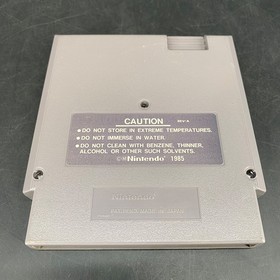 CAUTION
REV-A
• DO NOT STORE IN EXTREME TEMPERATURES.
• DO NOT IMMERSE IN WATER.
• DO NOT CLEAN WITH BENZENE, THINNER,
ALCOHOL OR OTHER SUCH SOLVENTS.
©Nintendo 1985